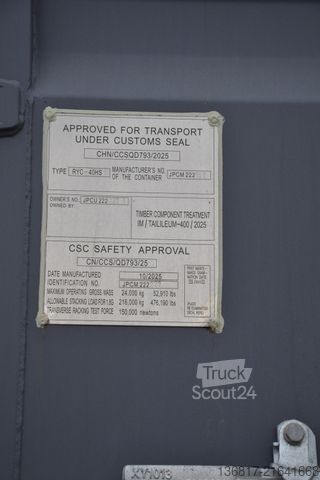 APPROVED FOR TRANSPORT
UNDER CUSTOMS SEAL
CHN/CCSQD793/2025
TYPE RYC-40HS MANUFACTURER'S NO. OF THE CONTAINER JPCM 222
OWNER'S NO. JPCU 222
OWNED BY
TIMBER COMPONENT TREATMENT
IM / TAILILEUM-400 / 2025
CSC SAFETY APPROVAL
CN/CCS/QD793/25
DATE MANUFACTURED 10/2025
IDENTIFICATION NO. JPCM 222
MAXIMUM OPERATING GROSS MASS 24,000 kg 52,910 lbs
ALLOWABLE STACKING LOAD FOR 1.8G 216,000 kg 476,190 lbs
TRANSVERSE RACKING TEST FORCE 150,000 newtons
Truck
Scout24
XY1013